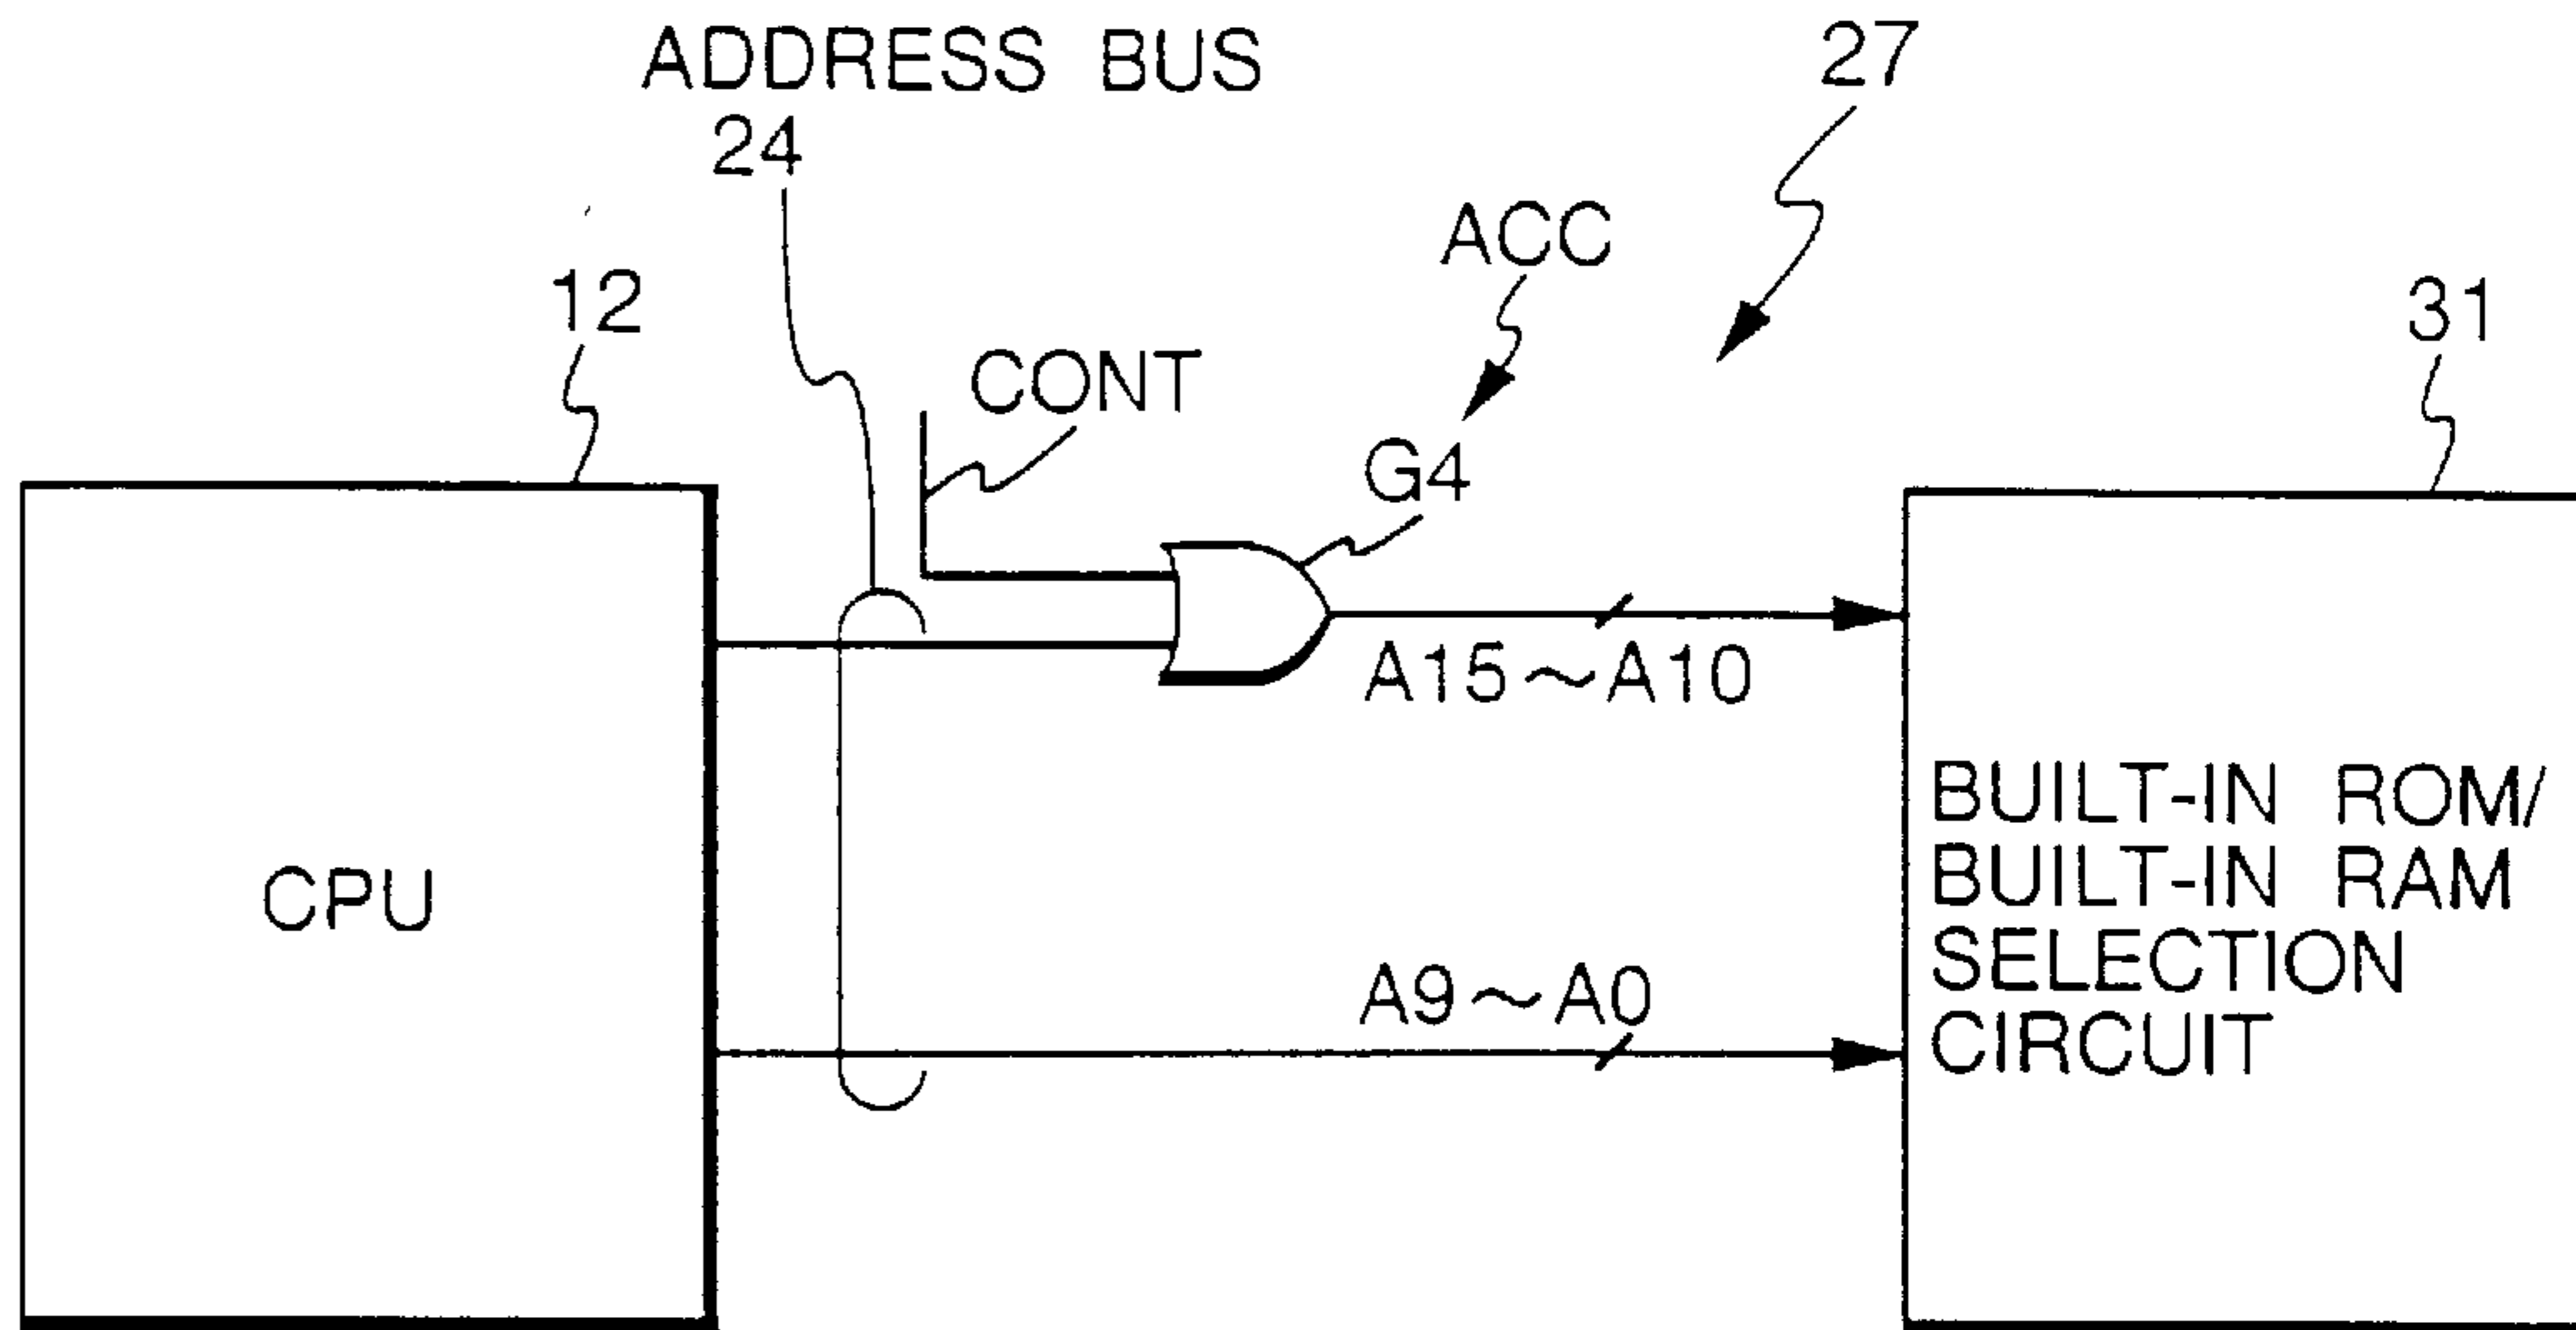 ADDRESS BUS
24
27
ACC
12
31
CONT
G4
A15~A10
CPU
BUILT-IN ROM/
BUILT-IN RAM
SELECTION
CIRCUIT
A9~A0